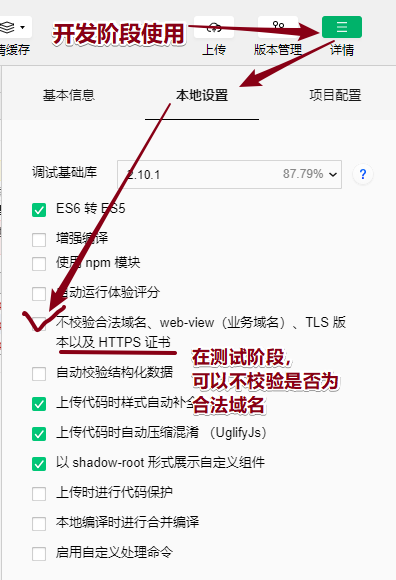 开发阶段使用
清缓存
上传
版本管理
详情
基本信息
本地设置
项目配置
调试基础库
2.10.1
87.79%
?
ES6 转 ES5
增强编译
使用 npm 模块
自动运行体验评分
不校验合法域名、web-view（业务域名）、TLS 版
本以及 HTTPS 证书
在测试阶段，
可以不校验是否为
合法域名
自动校验结构化数据
上传代码时样式自动补全
上传代码时自动压缩混淆 （UglifyJs）
以 shadow-root 形式展示自定义组件
上传时进行代码保护
本地编译时进行合并编译
启用自定义处理命令